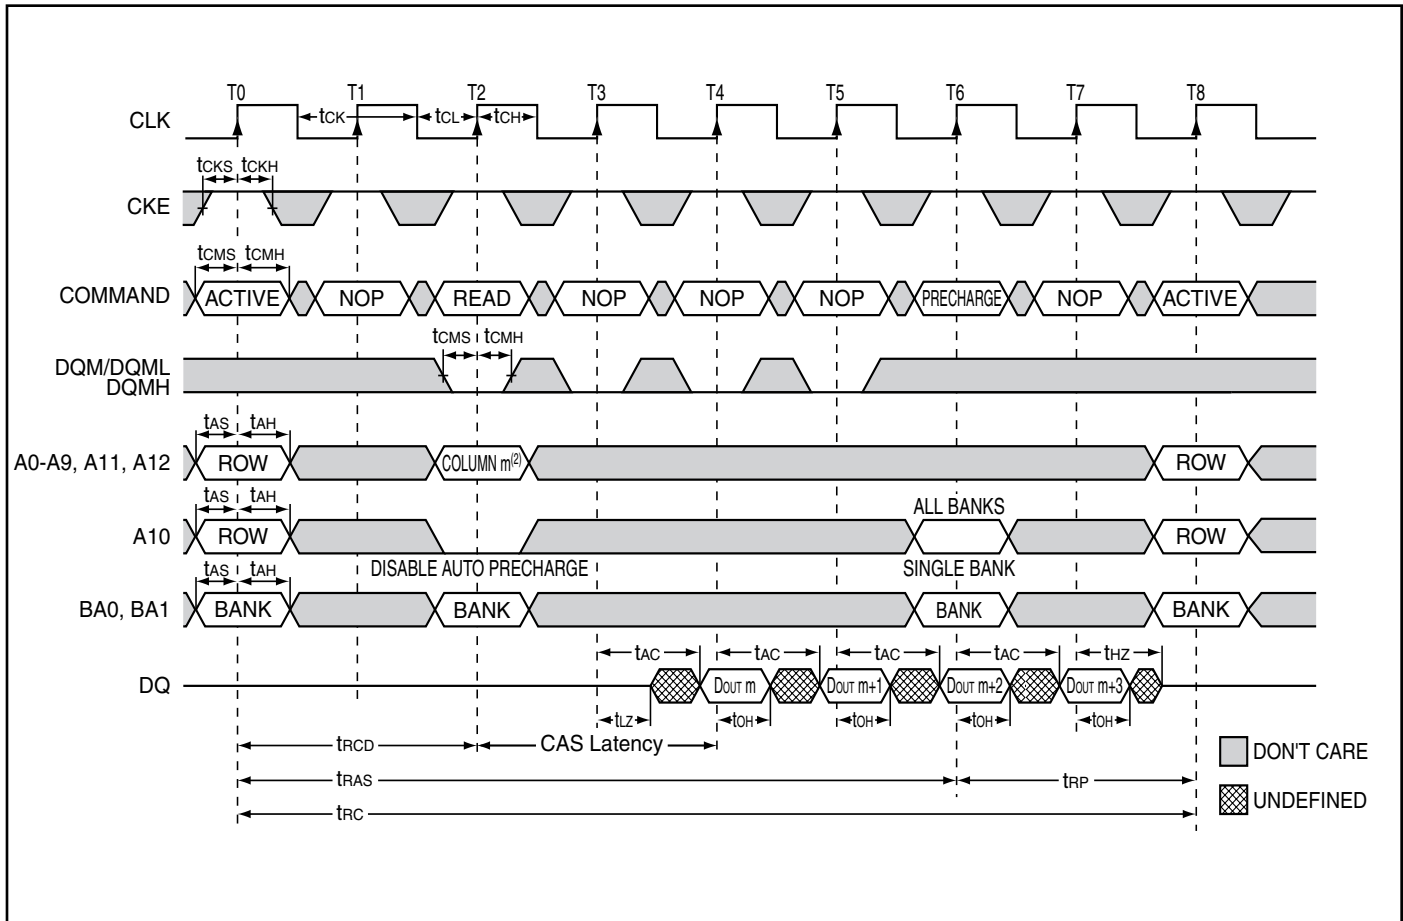 T0 T1 T2 T3 T4 T5 T6 T7 T8
CLK tCK tCL tCH
tCKS tCKH
CKE
tCMS tCMH
COMMAND ACTIVE NOP READ NOP NOP NOP PRECHARGE NOP ACTIVE
tCMS tCMH
DQM/DQML
DQMH
tAS tAH
A0-A9, A11, A12 ROW COLUMN m(2) ROW
tAS tAH ALL BANKS
A10 ROW ROW
DISABLE AUTO PRECHARGE SINGLE BANK
tAS tAH
BA0, BA1 BANK BANK BANK BANK
tAC tAC tAC tAC tHZ
DQ DOUT m DOUT m+1 DOUT m+2 DOUT m+3
tLZ tOH tOH tOH tOH
tRCD CAS Latency
DON'T CARE
tRAS tRP
UNDEFINED
tRC